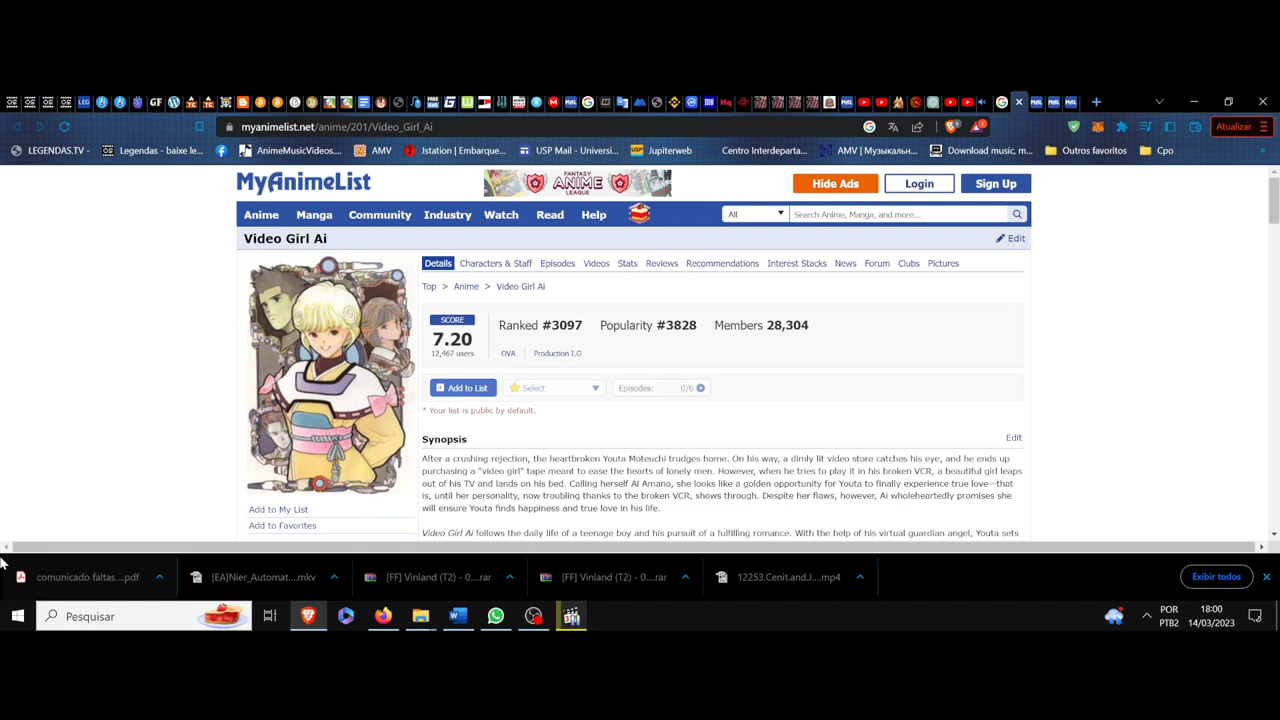 myanimelist.net/anime/201/Video_Girl_Ai
Atualizar
LEGENDAS.TV -
Legendas - baixe le...
AnimeMusicVideos...
AMV
Jstation | Embarque...
USP Mail - Universi...
Jupiterweb
Centro Interdeparta...
AMV | Музыкальн...
Download music, m...
Outros favoritos
Cpo
MyAnimeList
FANTASY ANIME LEAGUE
Hide Ads
Login
Sign Up
Anime
Manga
Community
Industry
Watch
Read
Help
All
Search Anime, Manga, and more...
Video Girl Ai
Edit
Details
Characters & Staff
Episodes
Videos
Stats
Reviews
Recommendations
Interest Stacks
News
Forum
Clubs
Pictures
Top > Anime > Video Girl Ai
SCORE
7.20
12,467 users
Ranked #3097
Popularity #3828
Members 28,304
OVA
Production I.G
Add to List
Select
Episodes: 0/6
* Your list is public by default.
Synopsis
Edit
After a crushing rejection, the heartbroken Youta Moteuchi trudges home. On his way, a dimly lit video store catches his eye, and he ends up
purchasing a "video girl" tape meant to ease the hearts of lonely men. However, when he tries to play it in his broken VCR, a beautiful girl leaps
out of his TV and lands on his bed. Calling herself Ai Amano, she looks like a golden opportunity for Youta to finally experience true love—that
is, until her personality, now troubling thanks to the broken VCR, shows through. Despite her flaws, however, Ai wholeheartedly promises she
will ensure Youta finds happiness and true love in his life.
Video Girl Ai follows the daily life of a teenage boy and his pursuit of a fulfilling romance. With the help of his virtual guardian angel, Youta sets
Add to My List
Add to Favorites
comunicado faltas....pdf
[EA]Nier_Automat....mkv
[FF] Vinland (T2) - 0....rar
[FF] Vinland (T2) - 0....rar
12253.Cenit.and.J....mp4
Exibir todos
Pesquisar
POR
PTB2
18:00
14/03/2023